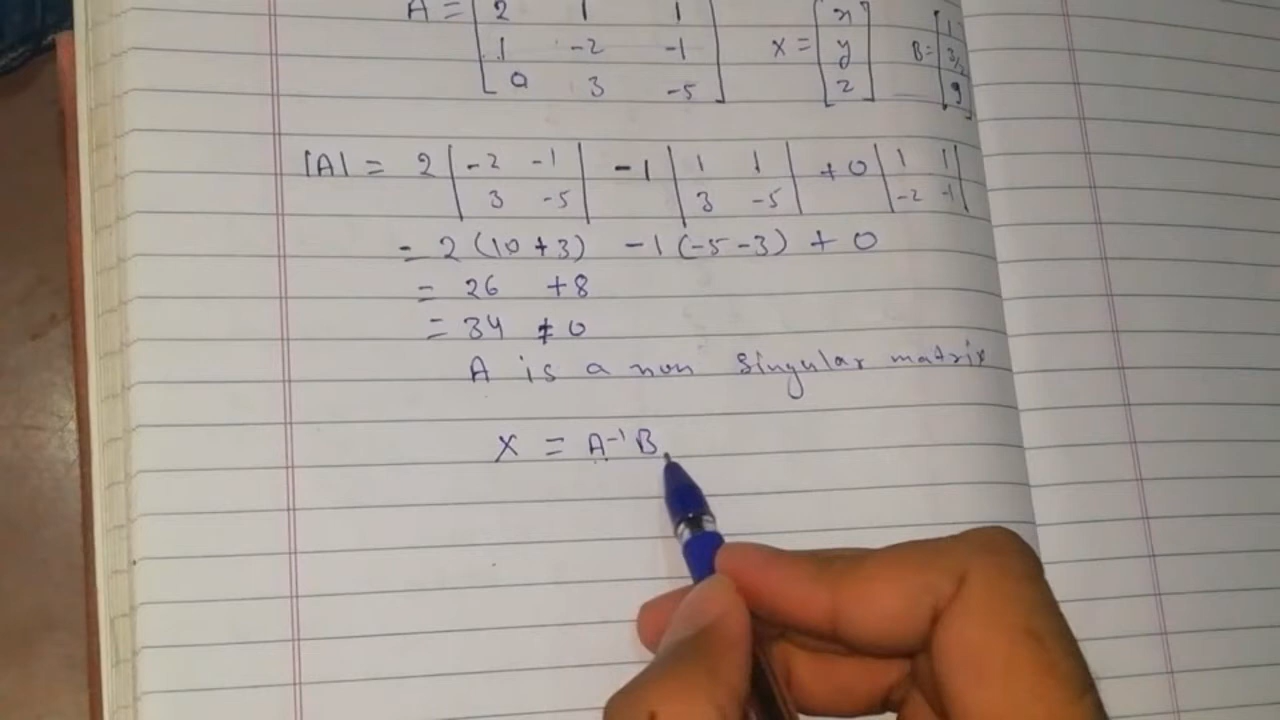 A = [ 2 1 1 ; 1 -2 -1 ; 0 3 -5 ] X = [ x ; y ; z ] B = [ 1 ; 3/2 ; 9 ]
|A| = 2 | -2 -1 ; 3 -5 | -1 | 1 1 ; 3 -5 | +0 | 1 1 ; -2 -1 |
= 2 (10 + 3) -1 (-5 - 3) + 0
= 26 +8
= 34 ≠ 0
A is a non Singular matrix
X = A⁻¹ B